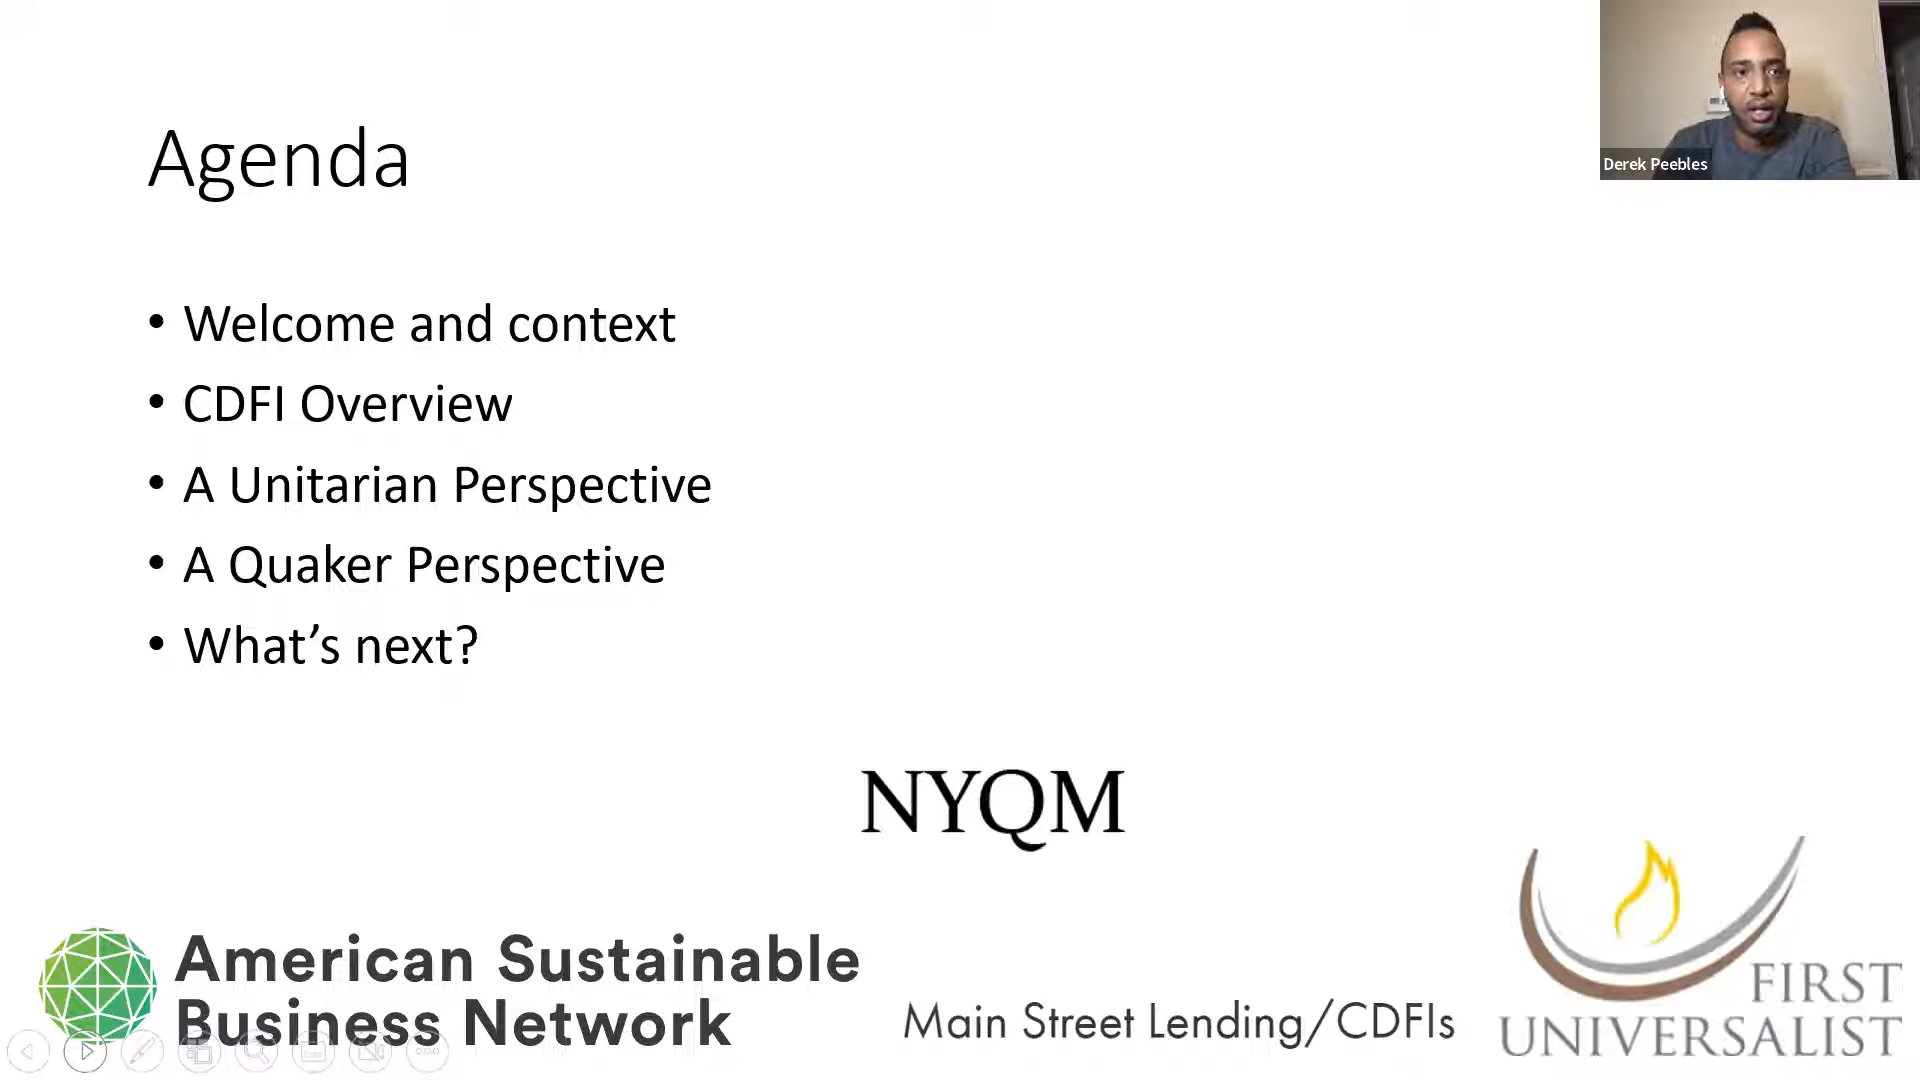 Agenda
Derek Peebles
• Welcome and context
• CDFI Overview
• A Unitarian Perspective
• A Quaker Perspective
• What’s next?
NYQM
American Sustainable
Business Network
Main Street Lending/CDFIs
FIRST
UNIVERSALIST